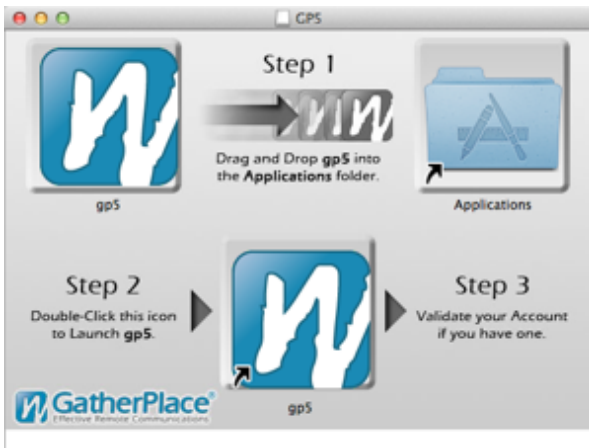 GP5
Step 1
Drag and Drop gp5 into
the Applications folder.
gp5
Applications
Step 2
Double-Click this icon
to Launch gp5.
Step 3
Validate your Account
if you have one.
gp5
GatherPlace®
Effective Remote Communications